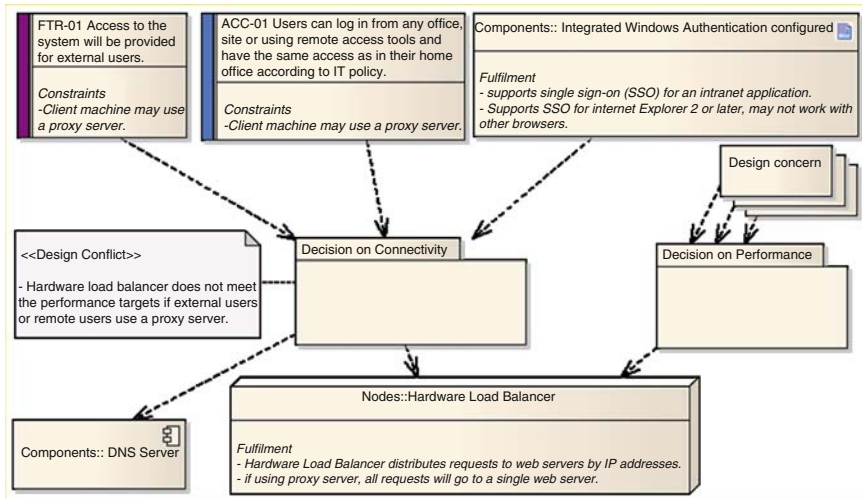 FTR-01 Access to the
system will be provided
for external users.
Constraints
-Client machine may use
a proxy server.
ACC-01 Users can log in from any office,
site or using remote access tools and
have the same access as in their home
office according to IT policy.
Constraints
-Client machine may use a proxy server.
Components:: Integrated Windows Authentication configured
Fulfilment
- supports single sign-on (SSO) for an intranet application.
- Supports SSO for internet Explorer 2 or later, may not work with
other browsers.
Design concern
<<Design Conflict>>
- Hardware load balancer does not meet
the performance targets if external users
or remote users use a proxy server.
Decision on Connectivity
Decision on Performance
Components:: DNS Server
Nodes::Hardware Load Balancer
Fulfilment
- Hardware Load Balancer distributes requests to web servers by IP addresses.
- if using proxy server, all requests will go to a single web server.